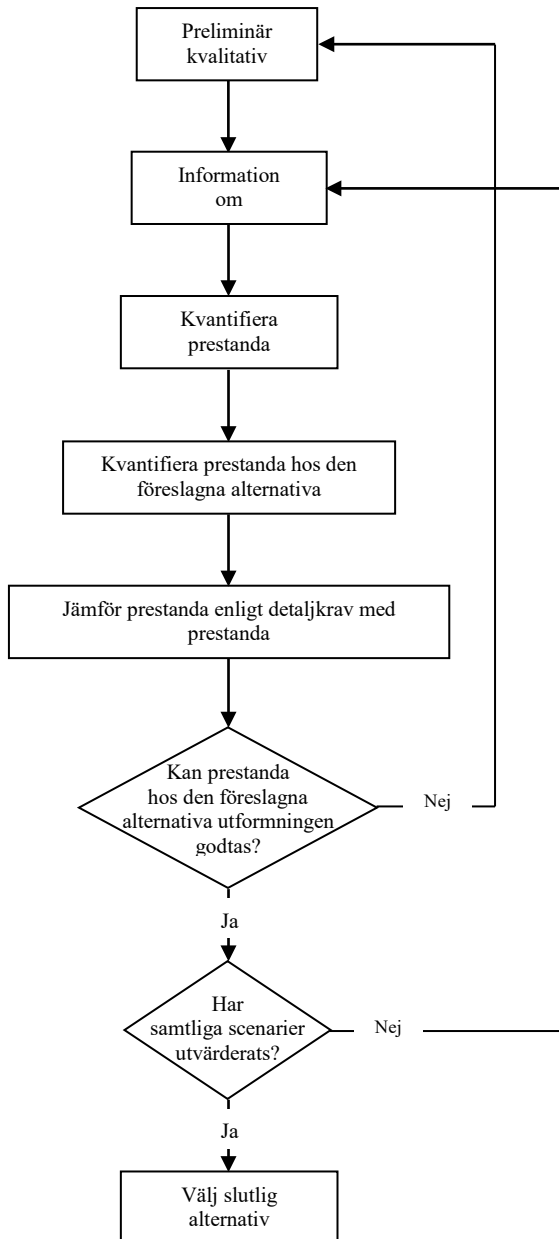 Preliminär
kvalitativ
Information
om
Kvantifiera
prestanda
Kvantifiera prestanda hos den
föreslagna alternativa
Jämför prestanda enligt detaljkrav med
prestanda
Kan prestanda
hos den föreslagna
alternativa utformningen
godtas?
Nej
Ja
Har
samtliga scenarier
utvärderats?
Nej
Ja
Välj slutlig
alternativ